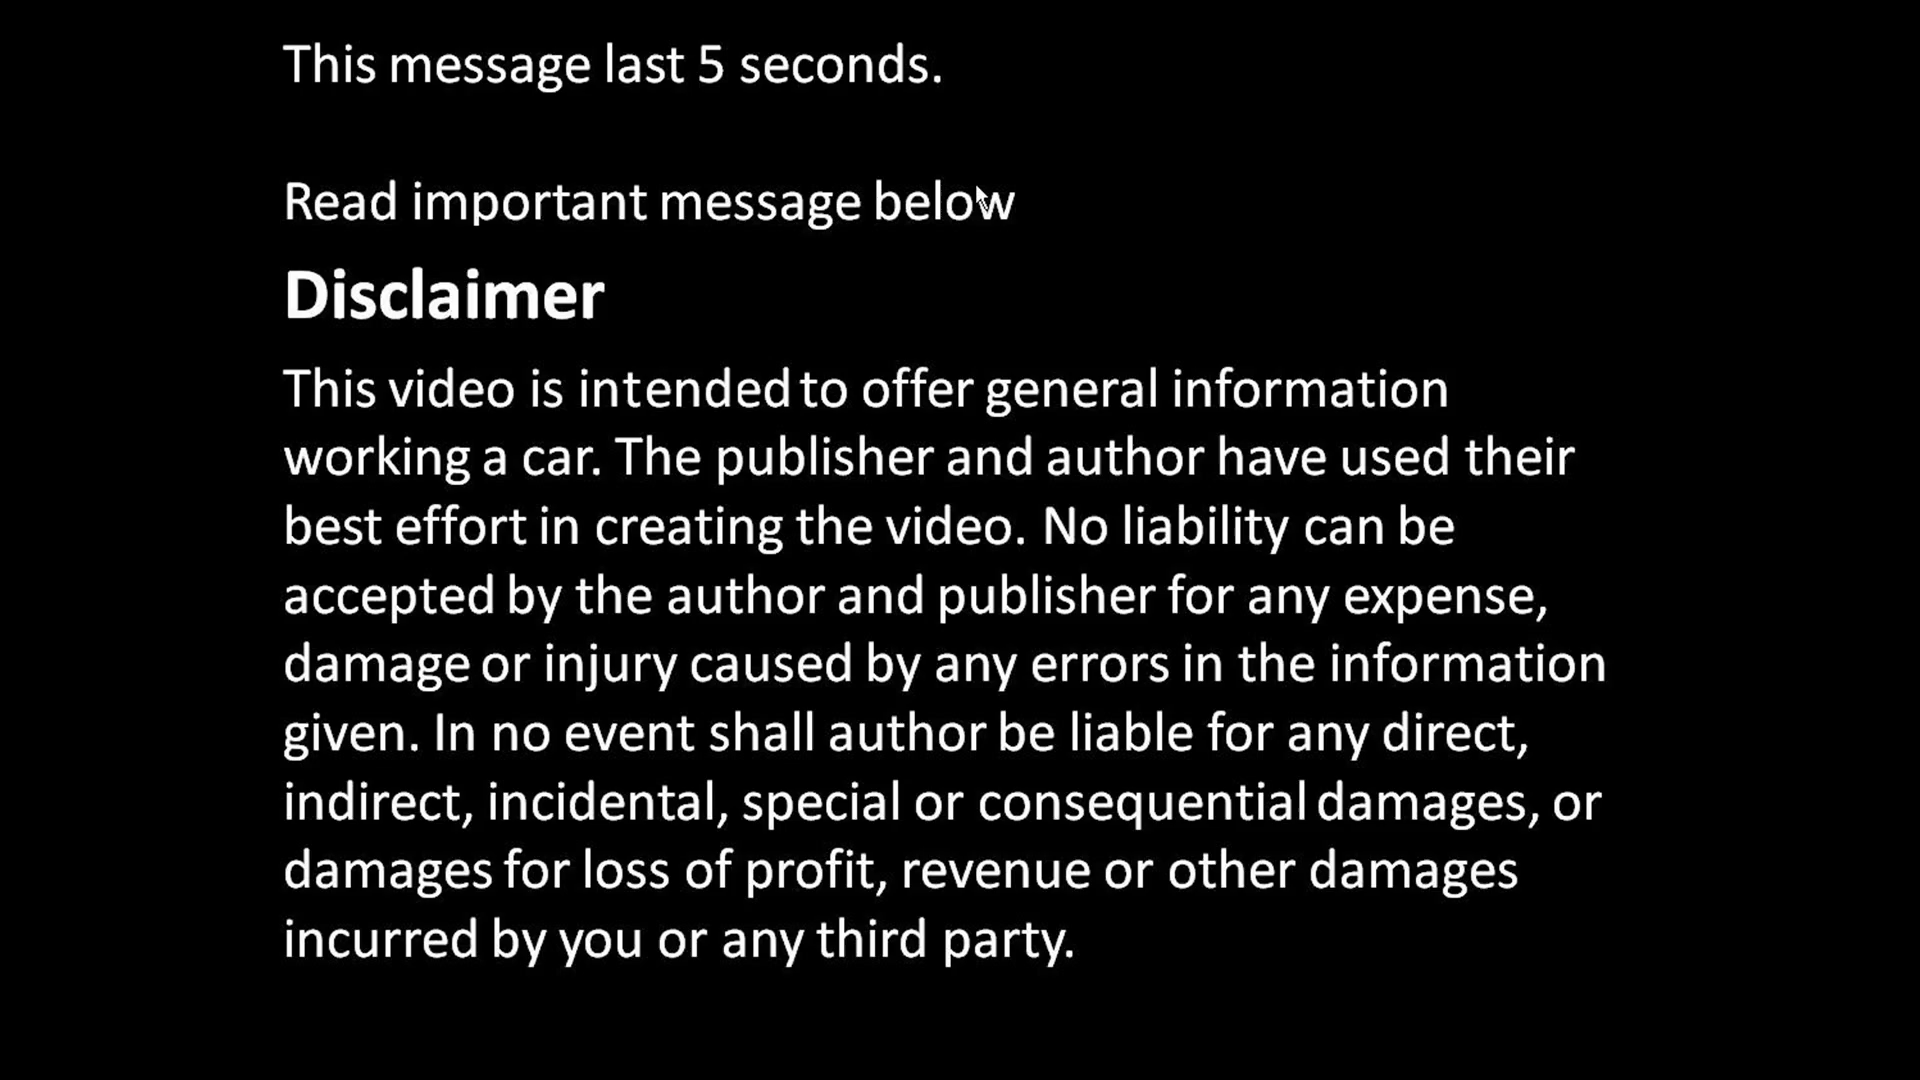 This message last 5 seconds.
Read important message below
Disclaimer
This video is intended to offer general information
working a car. The publisher and author have used their
best effort in creating the video. No liability can be
accepted by the author and publisher for any expense,
damage or injury caused by any errors in the information
given. In no event shall author be liable for any direct,
indirect, incidental, special or consequential damages, or
damages for loss of profit, revenue or other damages
incurred by you or any third party.